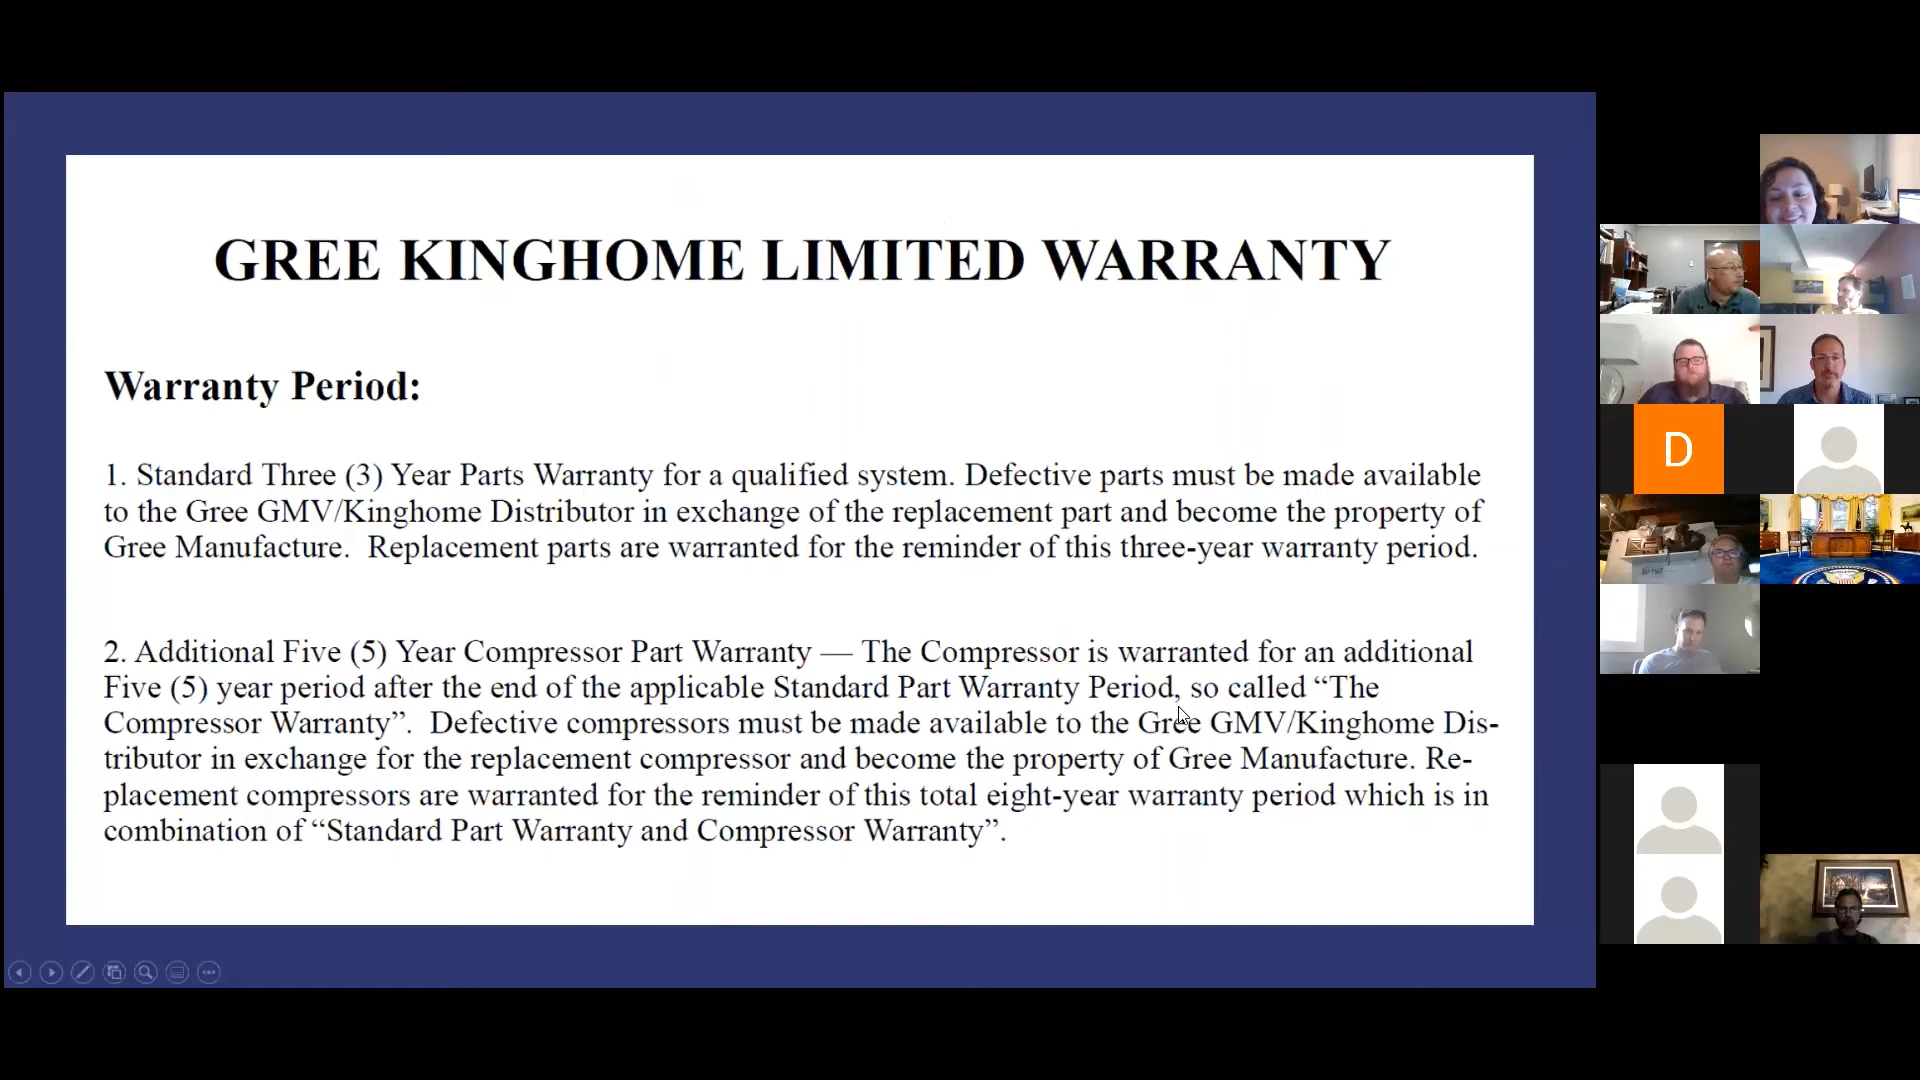 GREE KINGHOME LIMITED WARRANTY
Warranty Period:
1. Standard Three (3) Year Parts Warranty for a qualified system. Defective parts must be made available
to the Gree GMV/Kinghome Distributor in exchange of the replacement part and become the property of
Gree Manufacture.  Replacement parts are warranted for the reminder of this three-year warranty period.
2. Additional Five (5) Year Compressor Part Warranty — The Compressor is warranted for an additional
Five (5) year period after the end of the applicable Standard Part Warranty Period, so called “The
Compressor Warranty”.  Defective compressors must be made available to the Gree GMV/Kinghome Dis-
tributor in exchange for the replacement compressor and become the property of Gree Manufacture. Re-
placement compressors are warranted for the reminder of this total eight-year warranty period which is in
combination of “Standard Part Warranty and Compressor Warranty”.
D